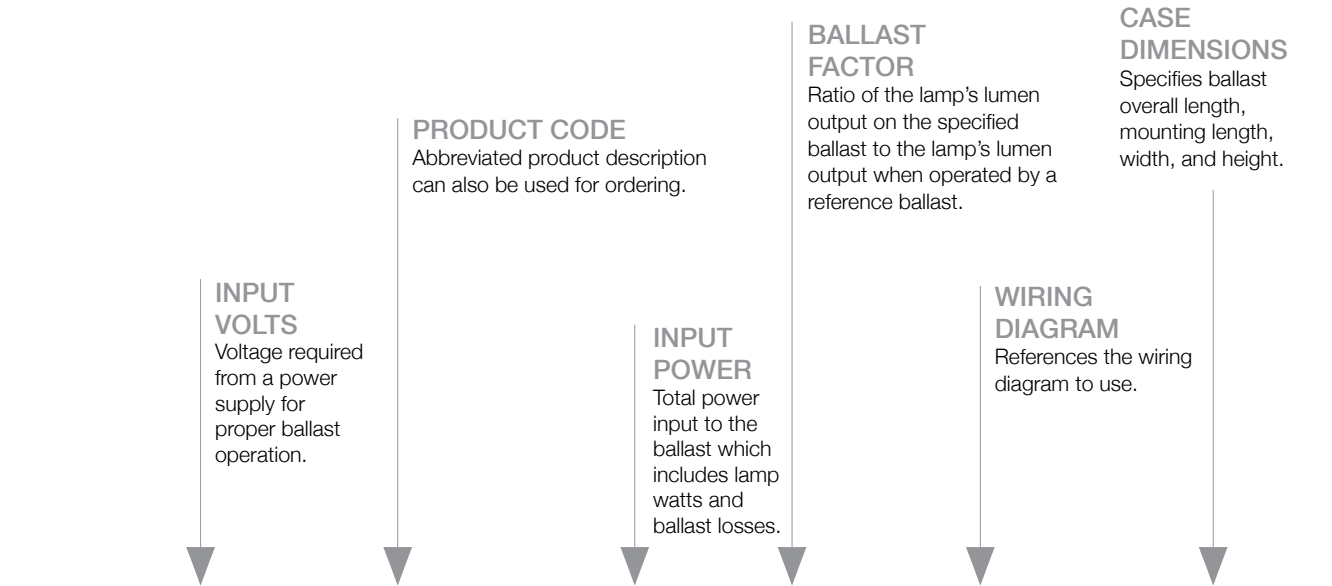 INPUT
VOLTS
Voltage required
from a power
supply for
proper ballast
operation.
PRODUCT CODE
Abbreviated product description
can also be used for ordering.
INPUT
POWER
Total power
input to the
ballast which
includes lamp
watts and
ballast losses.
BALLAST
FACTOR
Ratio of the lamp’s lumen
output on the specified
ballast to the lamp’s lumen
output when operated by a
reference ballast.
WIRING
DIAGRAM
References the wiring
diagram to use.
CASE
DIMENSIONS
Specifies ballast
overall length,
mounting length,
width, and height.